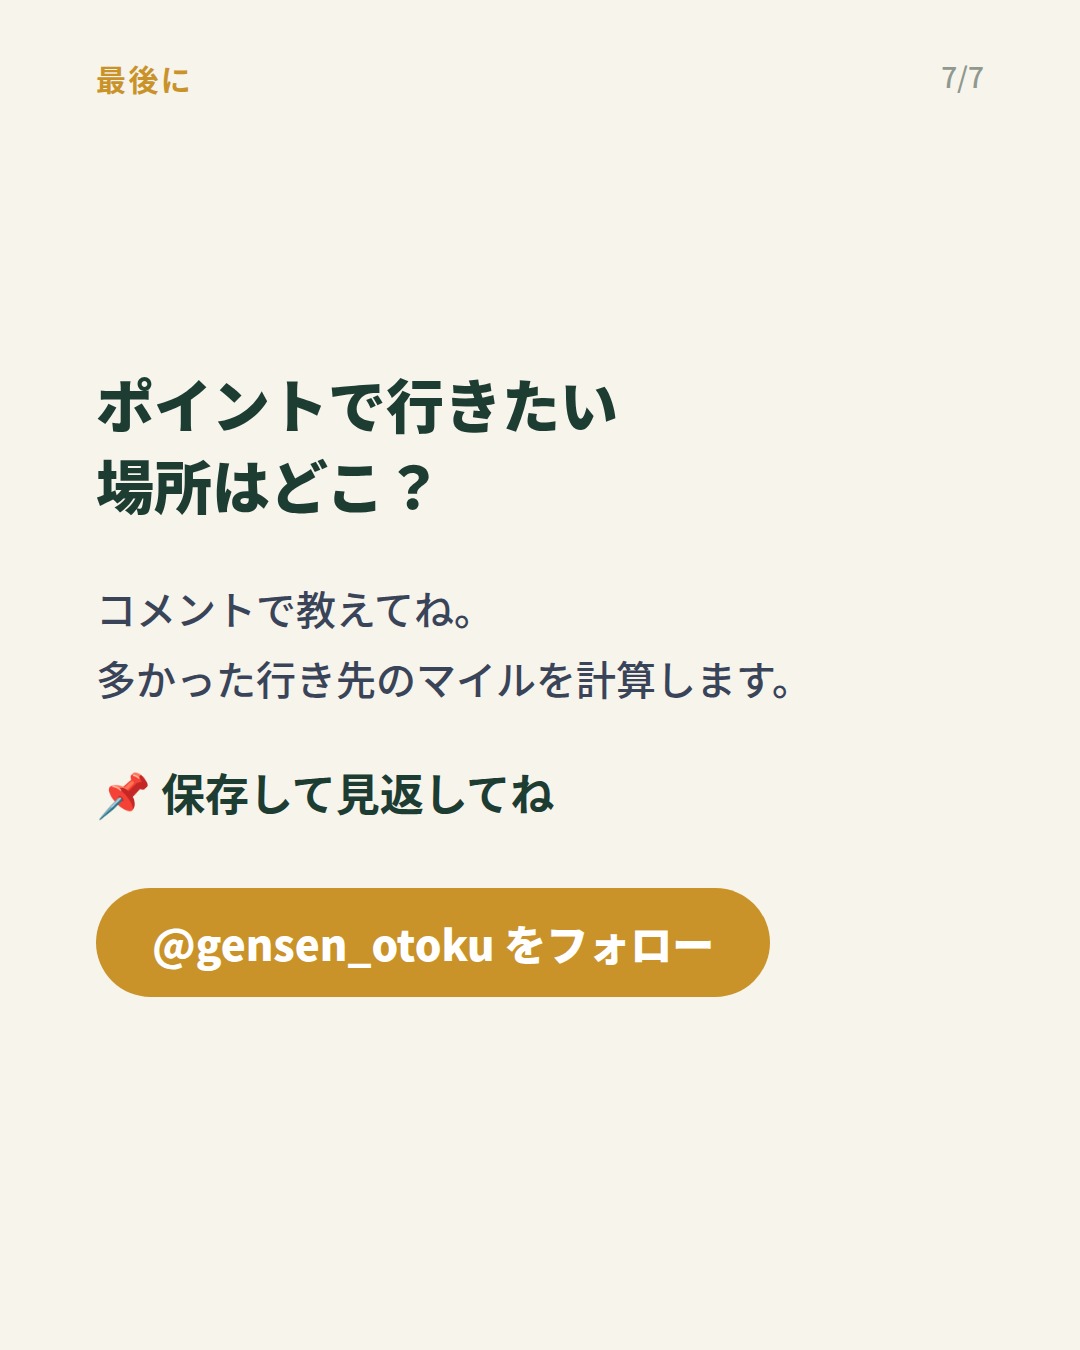 最後に
7/7
ポイントで行きたい
場所はどこ？
コメントで教えてね。
多かった行き先のマイルを計算します。
📌 保存して見返してね
@gensen_otoku をフォロー